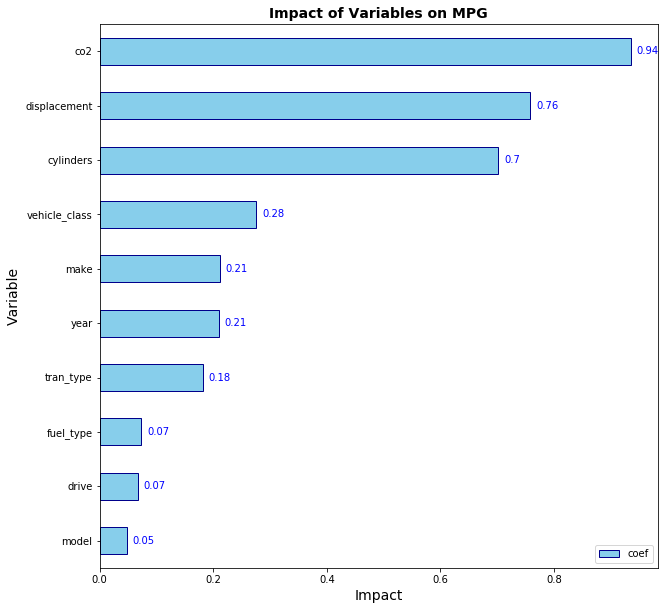 Impact of Variables on MPG
co2
0.94
displacement
0.76
cylinders
0.7
vehicle_class
0.28
make
0.21
year
0.21
tran_type
0.18
fuel_type
0.07
drive
0.07
model
0.05
coef
0.0
0.2
0.4
0.6
0.8
Impact
Variable